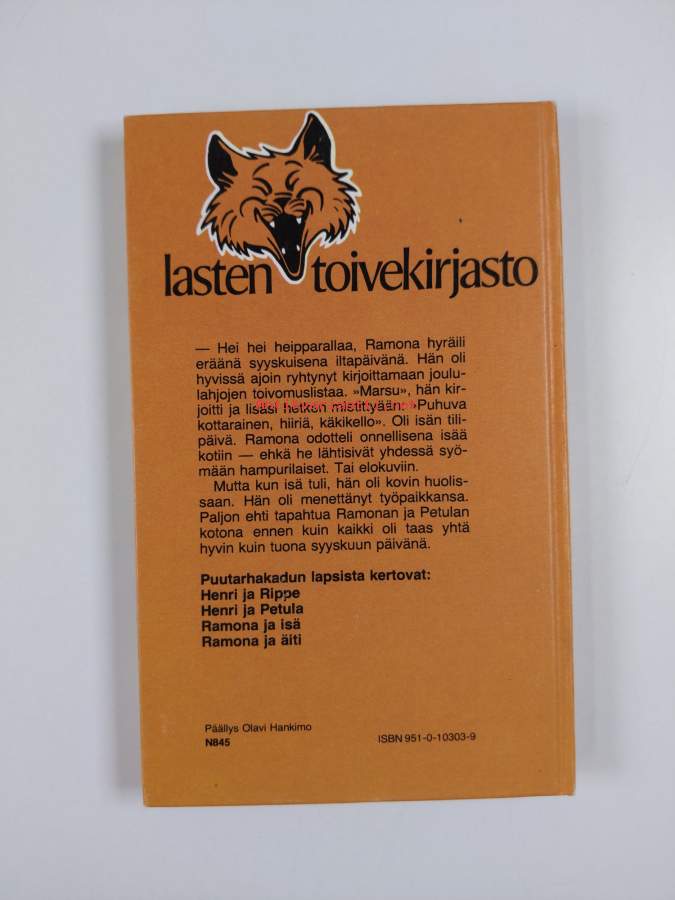 lasten toivekirjasto
— Hei hei heipparallaa, Ramona hyräili
eräänä syyskuisena iltapäivänä. Hän oli
hyvissä ajoin ryhtynyt kirjoittamaan joulu-
lahjojen toivomuslistaa. »Marsu», hän kir-
joitti ja lisäsi hetken mietittyään: »Puhuva
kottarainen, hiiriä, käkikello». Oli isän tili-
päivä. Ramona odotteli onnellisena isää
kotiin — ehkä he lähtisivät yhdessä syö-
mään hampurilaiset. Tai elokuviin.
Mutta kun isä tuli, hän oli kovin huolis-
saan. Hän oli menettänyt työpaikkansa.
Paljon ehti tapahtua Ramonan ja Petulan
kotona ennen kuin kaikki oli taas yhtä
hyvin kuin tuona syyskuun päivänä.
Puutarhakadun lapsista kertovat:
Henri ja Rippe
Henri ja Petula
Ramona ja isä
Ramona ja äiti
Päällys Olavi Hankimo
N845
ISBN 951-0-10303-9